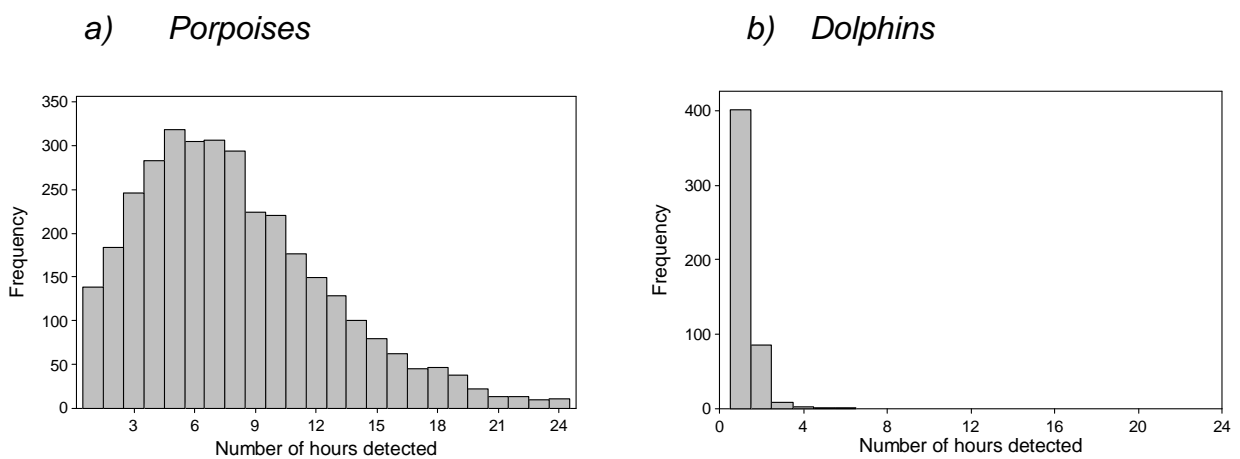 a) Porpoises
b) Dolphins
350
300
250
200
150
100
50
0
Frequency
3 6 9 12 15 18 21 24
Number of hours detected
400
300
200
100
0
Frequency
0 4 8 12 16 20 24
Number of hours detected